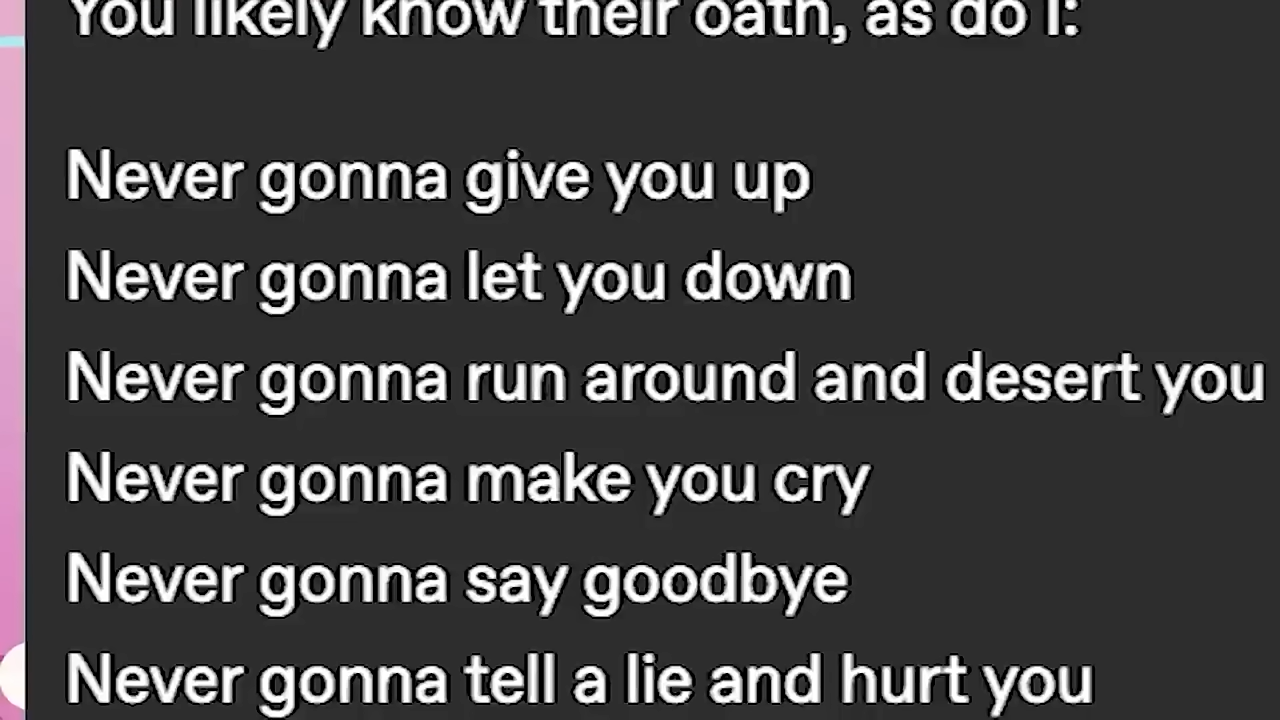 You likely know their oath, as do I:
Never gonna give you up
Never gonna let you down
Never gonna run around and desert you
Never gonna make you cry
Never gonna say goodbye
Never gonna tell a lie and hurt you